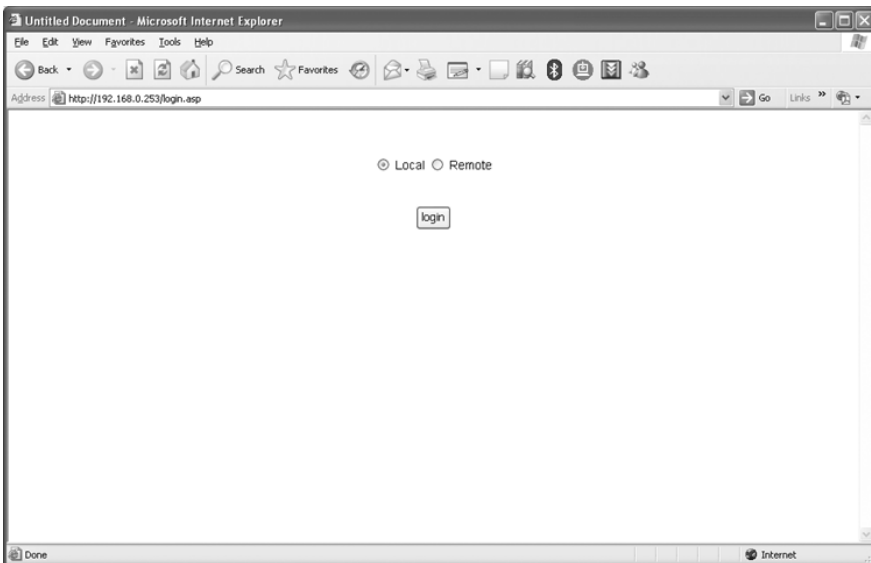 Untitled Document - Microsoft Internet Explorer
File Edit View Favorites Tools Help
Back Search Favorites
Address http://192.168.0.253/login.asp Go Links »
Local Remote
login
Done Internet